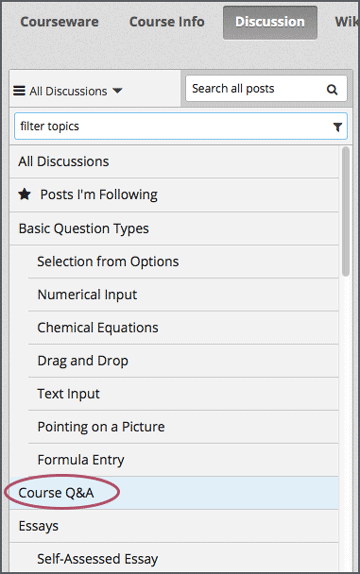 Courseware Course Info Discussion Wik
All Discussions
Search all posts
filter topics
All Discussions
Posts I'm Following
Basic Question Types
Selection from Options
Numerical Input
Chemical Equations
Drag and Drop
Text Input
Pointing on a Picture
Formula Entry
Course Q&A
Essays
Self-Assessed Essay